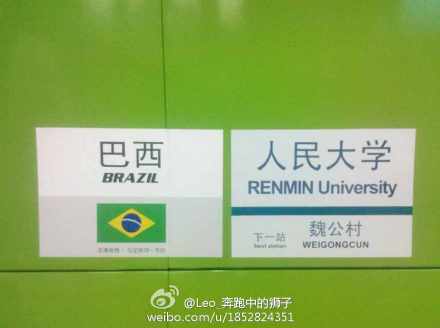 巴西
BRAZIL
人民大学
RENMIN University
下一站
Next station
魏公村
WEIGONGCUN
@Leo_奔跑中的狮子
weibo.com/u/1852824351